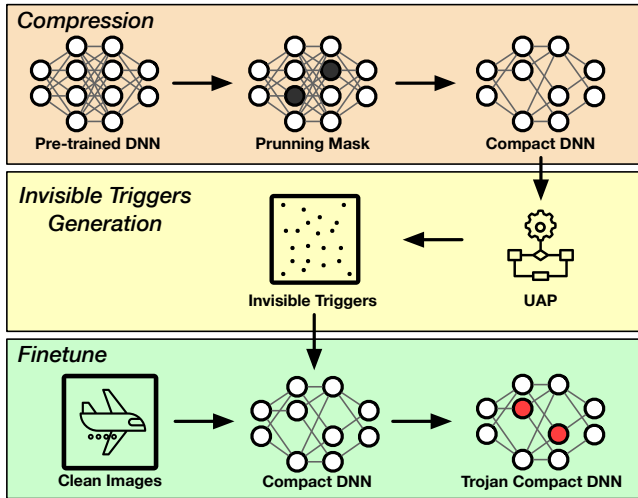 Compression
Pre-trained DNN
Prunning Mask
Compact DNN
Invisible Triggers
Generation
Invisible Triggers
UAP
Finetune
Clean Images
Compact DNN
Trojan Compact DNN